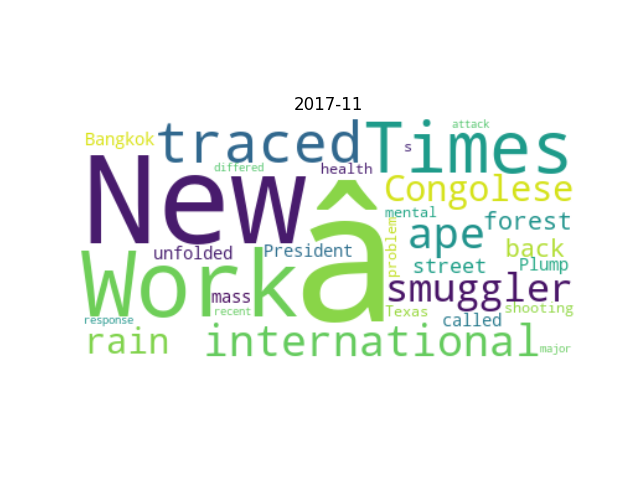 2017-11
Bangkok traced Times attack
differed health s
New â Congolese
mental forest
problem ape back
unfolded President
Work street Plump
mass smuggler
response recent Texas called shooting
rain international major